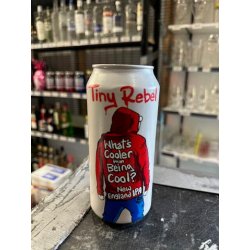 Tiny Rebel
What's
Cooler
than
Being
Cool?
New
England IPA